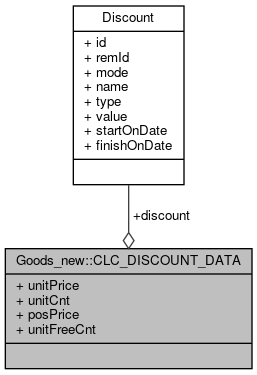 Discount
+ id
+ remId
+ mode
+ name
+ type
+ value
+ startOnDate
+ finishOnDate
+discount
Goods_new::CLC_DISCOUNT_DATA
+ unitPrice
+ unitCnt
+ posPrice
+ unitFreeCnt